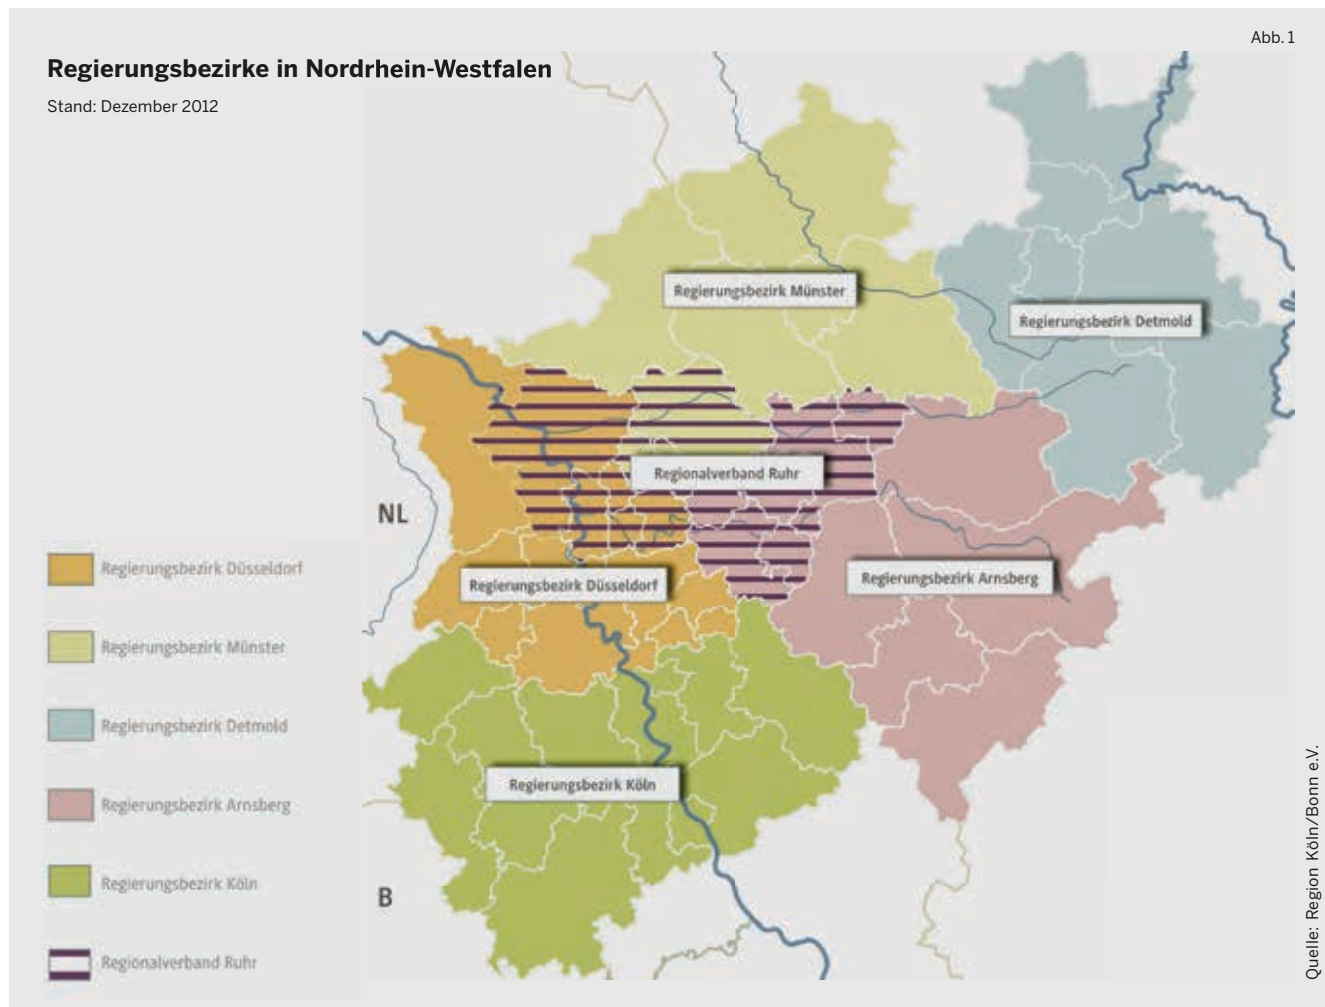 Abb. 1
Regierungsbezirke in Nordrhein-Westfalen
Stand: Dezember 2012
Regierungsbezirk Münster
Regierungsbezirk Detmold
Regionalverband Ruhr
NL
Regierungsbezirk Düsseldorf
Regierungsbezirk Arnsberg
Regierungsbezirk Köln
B
Regierungsbezirk Düsseldorf
Regierungsbezirk Münster
Regierungsbezirk Detmold
Regierungsbezirk Arnsberg
Regierungsbezirk Köln
Regionalverband Ruhr
Quelle: Region Köln/Bonn e.V.